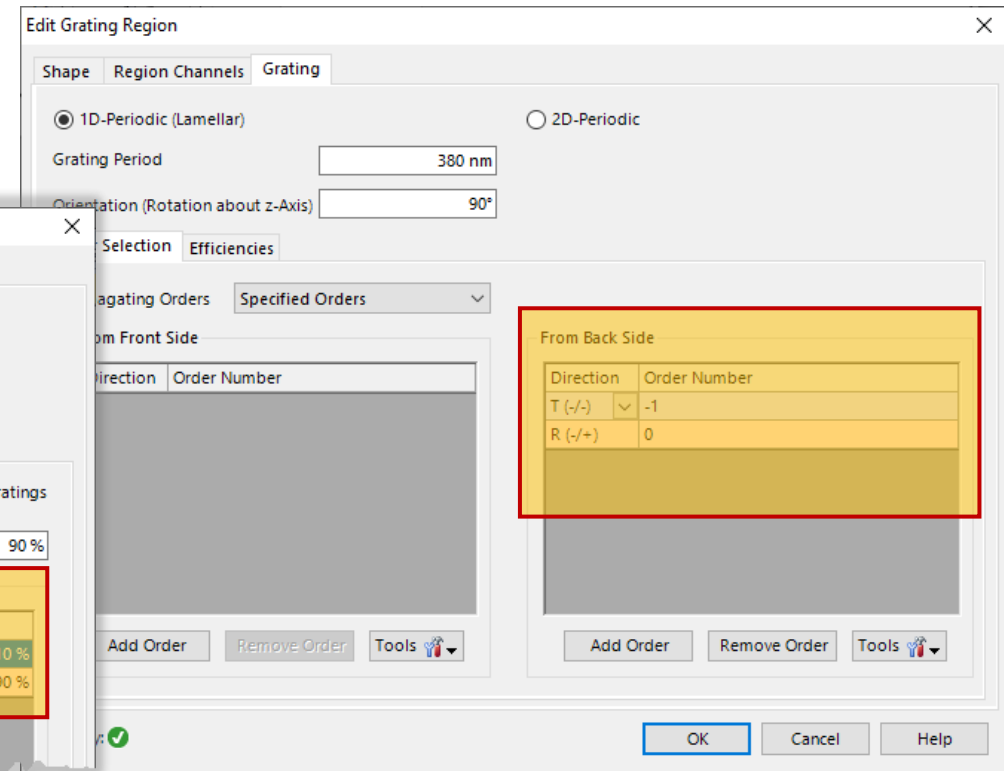 Edit Grating Region
Shape Region Channels Grating
1D-Periodic (Lamellar) 2D-Periodic
Grating Period 380 nm
Orientation (Rotation about z-Axis) 90°
Selection Efficiencies
agating Orders Specified Orders
om Front Side From Back Side
irection Order Number Direction Order Number
T (-/-) -1
R (-/+) 0
ratings
90 %
0 %
90 %
Add Order Remove Order Tools Add Order Remove Order Tools
OK Cancel Help